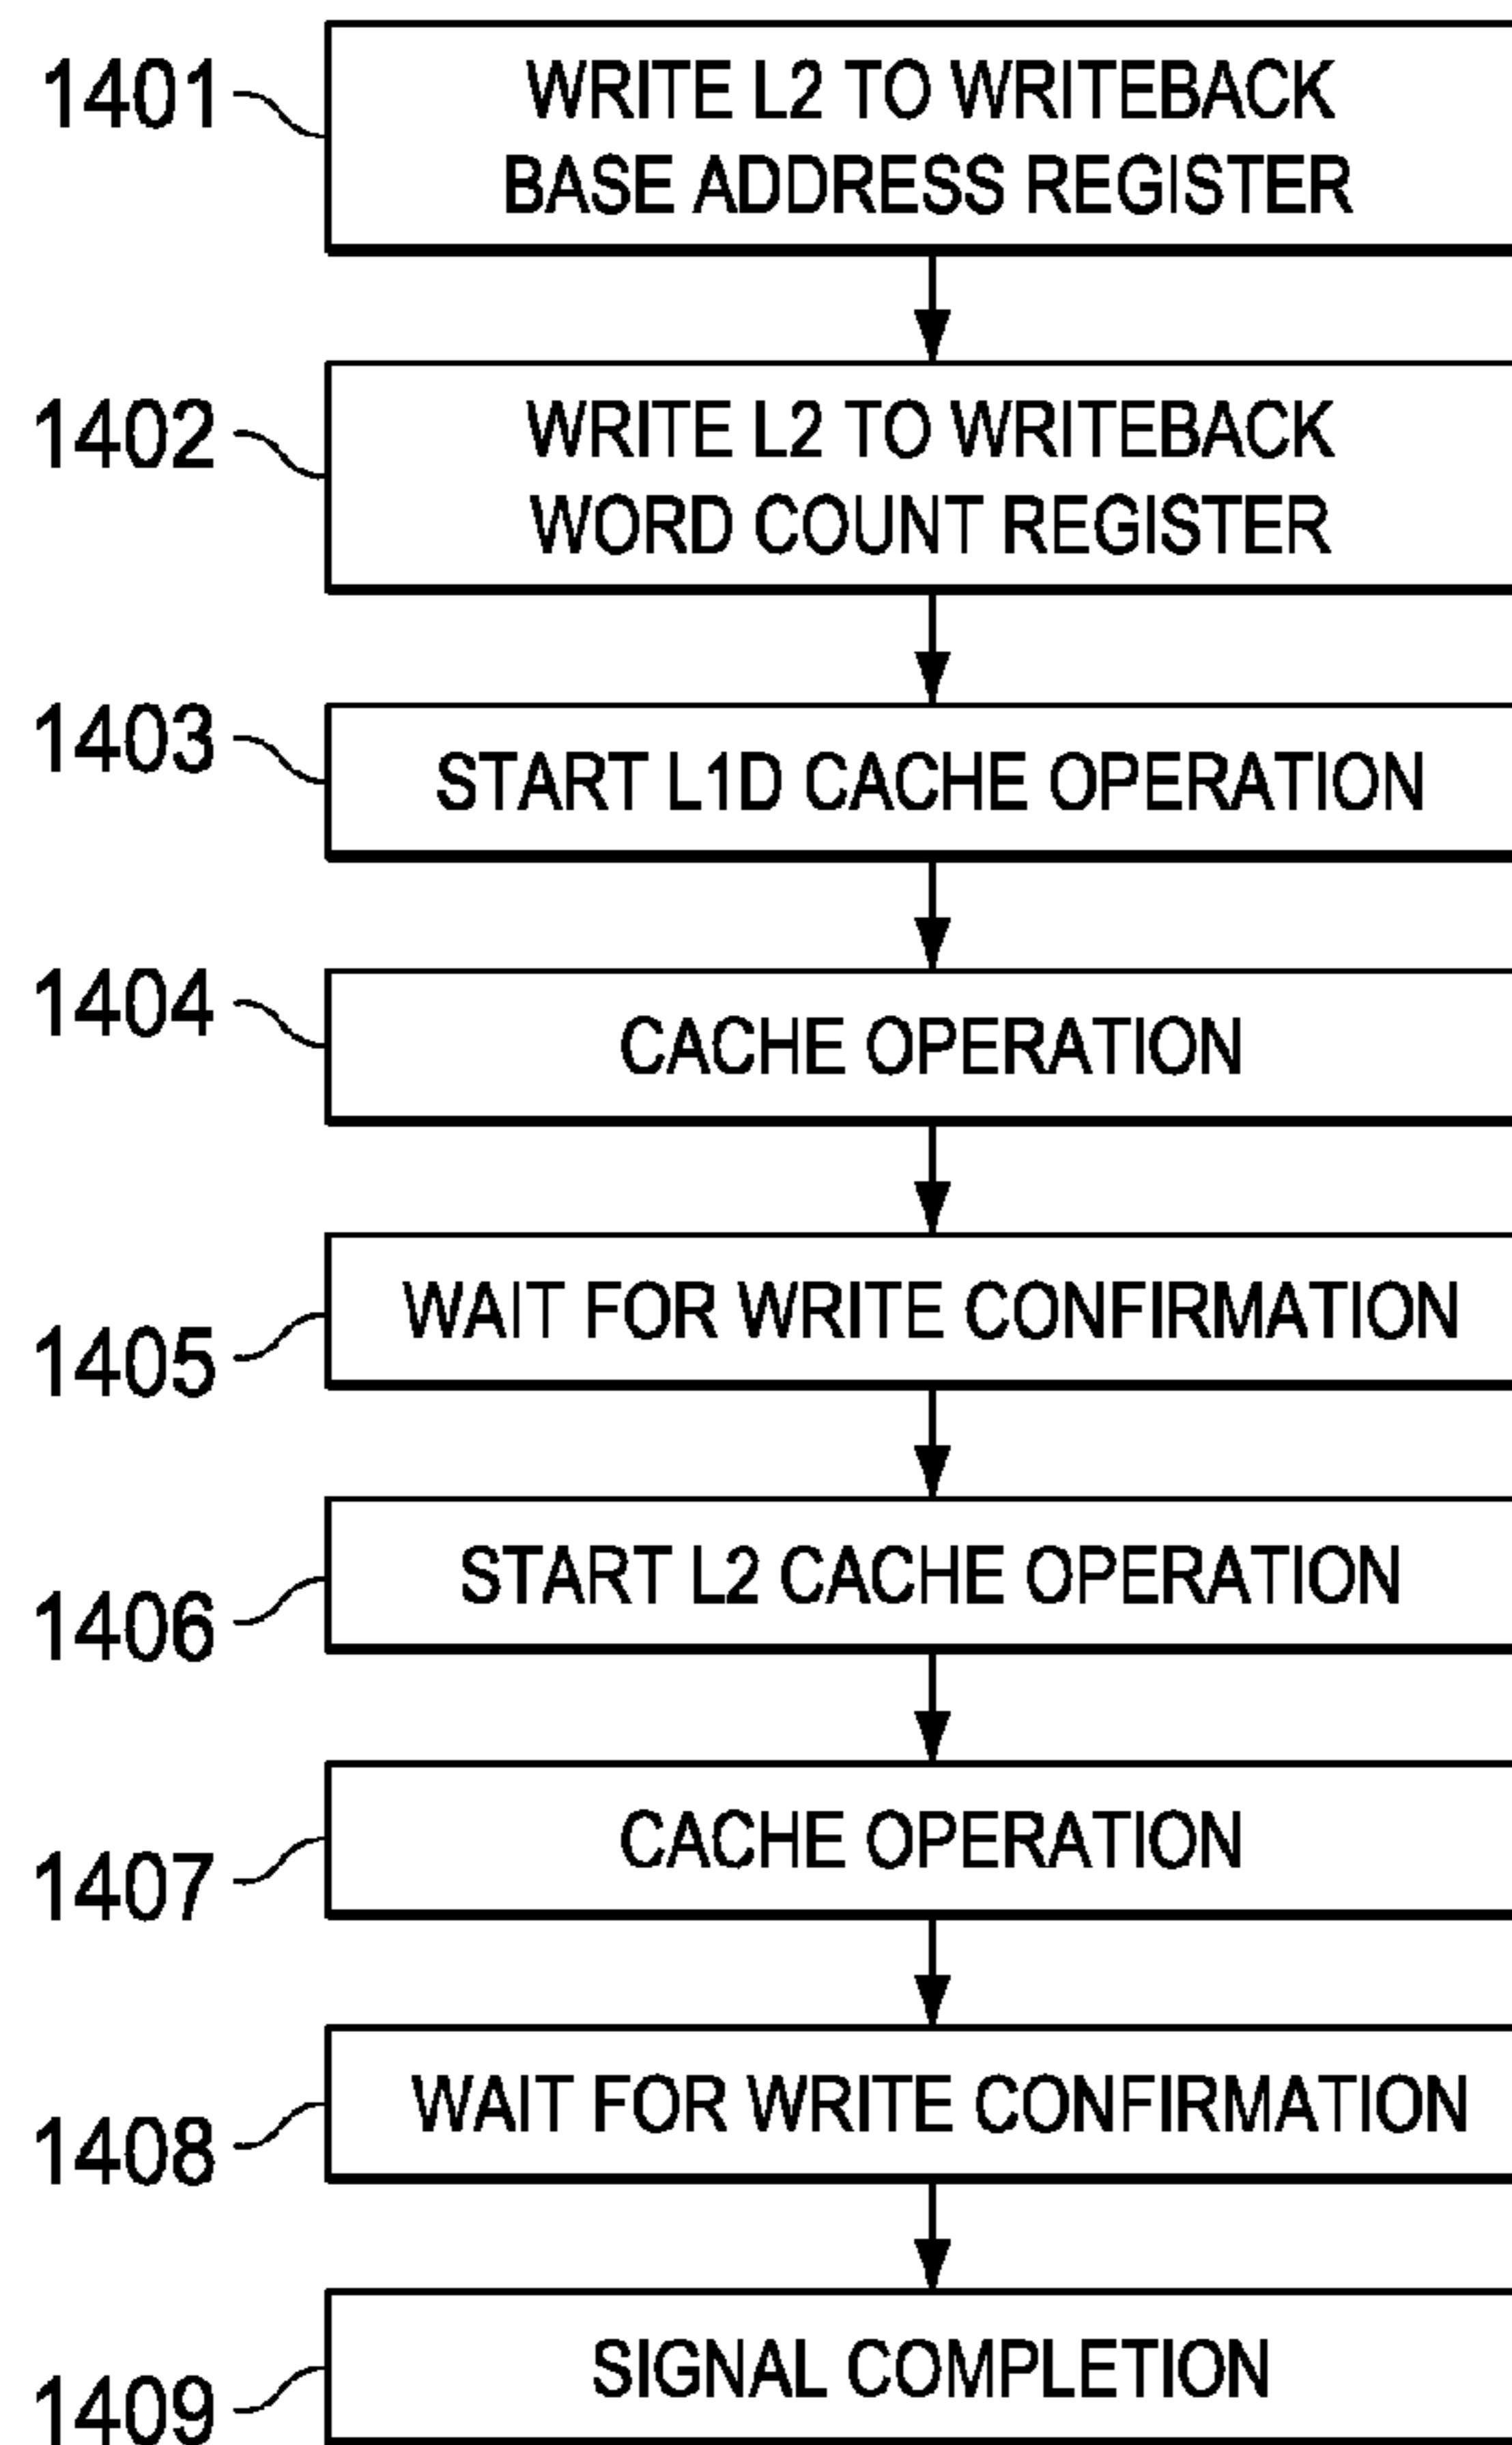 1401
WRITE L2 TO WRITEBACK
BASE ADDRESS REGISTER
1402
WRITE L2 TO WRITEBACK
WORD COUNT REGISTER
1403
START L1D CACHE OPERATION
1404
CACHE OPERATION
1405
WAIT FOR WRITE CONFIRMATION
1406
START L2 CACHE OPERATION
1407
CACHE OPERATION
1408
WAIT FOR WRITE CONFIRMATION
1409
SIGNAL COMPLETION